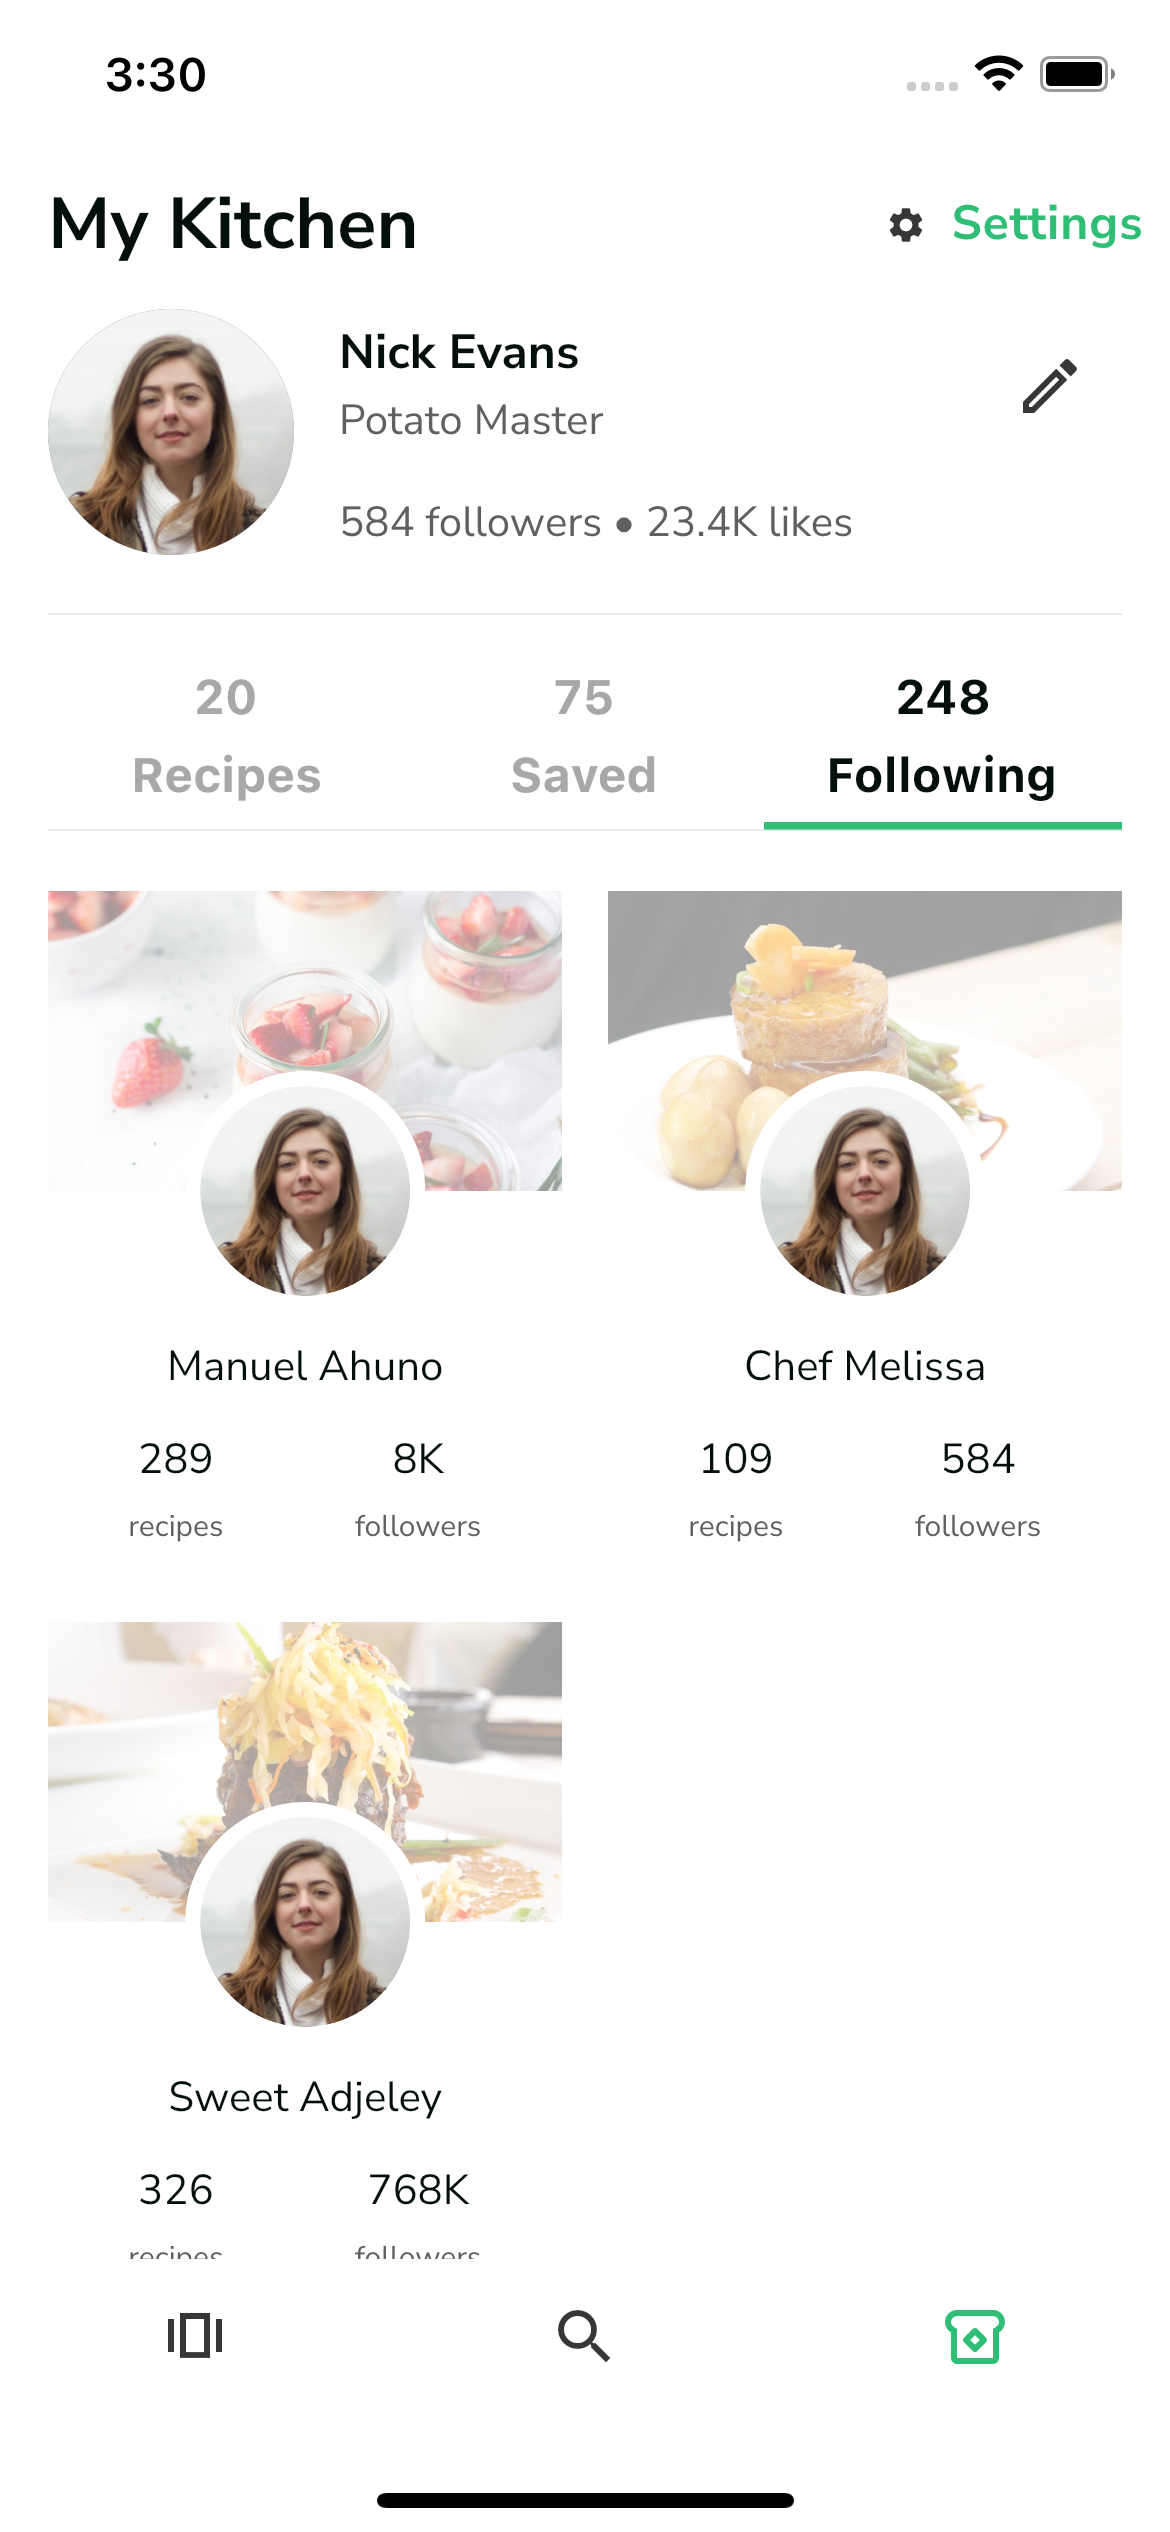 3:30
My Kitchen
Settings
Nick Evans
Potato Master
584 followers • 23.4K likes
20 75 248
Recipes Saved Following
Manuel Ahuno Chef Melissa
289 8K 109 584
recipes followers recipes followers
Sweet Adjeley
326 768K
recipes followers